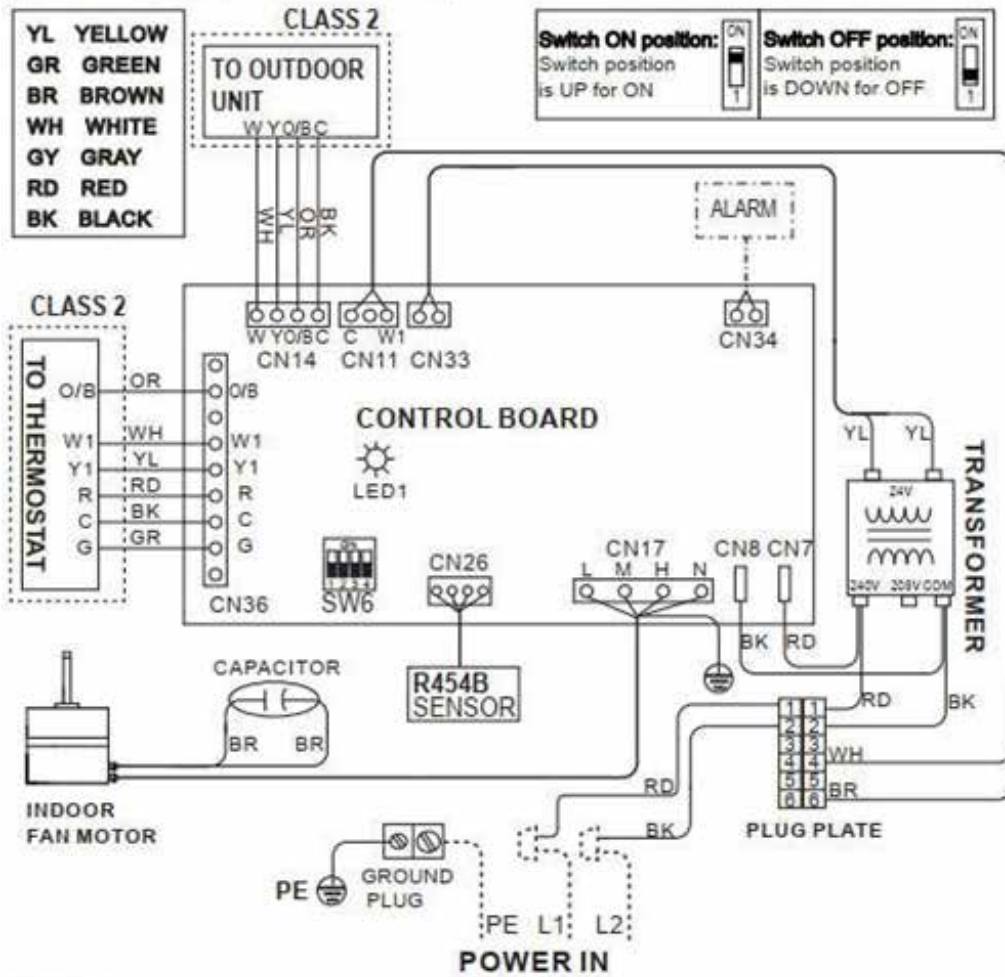 YL YELLOW
GR GREEN
BR BROWN
WH WHITE
GY GRAY
RD RED
BK BLACK
CLASS 2
TO OUTDOOR
UNIT
W Y O/B C
WH YL OR BK
Switch ON position:
Switch position
is UP for ON
ON
1
Switch OFF position:
Switch position
is DOWN for OFF
ON
1
ALARM
CLASS 2
TO THERMOSTAT
O/B OR O/B
W1 WH W1
Y1 YL Y1
R RD R
C BK C
G GR G
CN36
W Y O/B C
CN14
C W1
CN11
CN33
CN34
CONTROL BOARD
LED1
ON
1 2 3 4
SW6
CN26
CN17
L M H N
CN8 CN7
BK RD
YL YL
24V
240V 208V COM
TRANSFORMER
RD BK
R454B
SENSOR
CAPACITOR
BR BR
INDOOR
FAN MOTOR
1 1
2 2
3 3
4 4 WH
5 5
6 6 BR
PLUG PLATE
RD
BK
PE
GROUND
PLUG
PE L1 L2
POWER IN